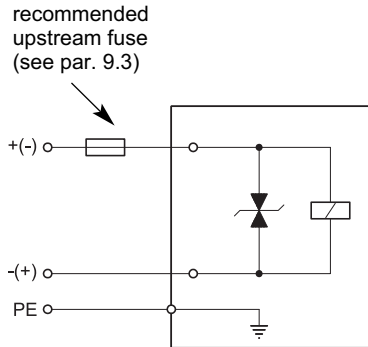 recommended
upstream fuse
(see par. 9.3)
+(-)
-(+)
PE